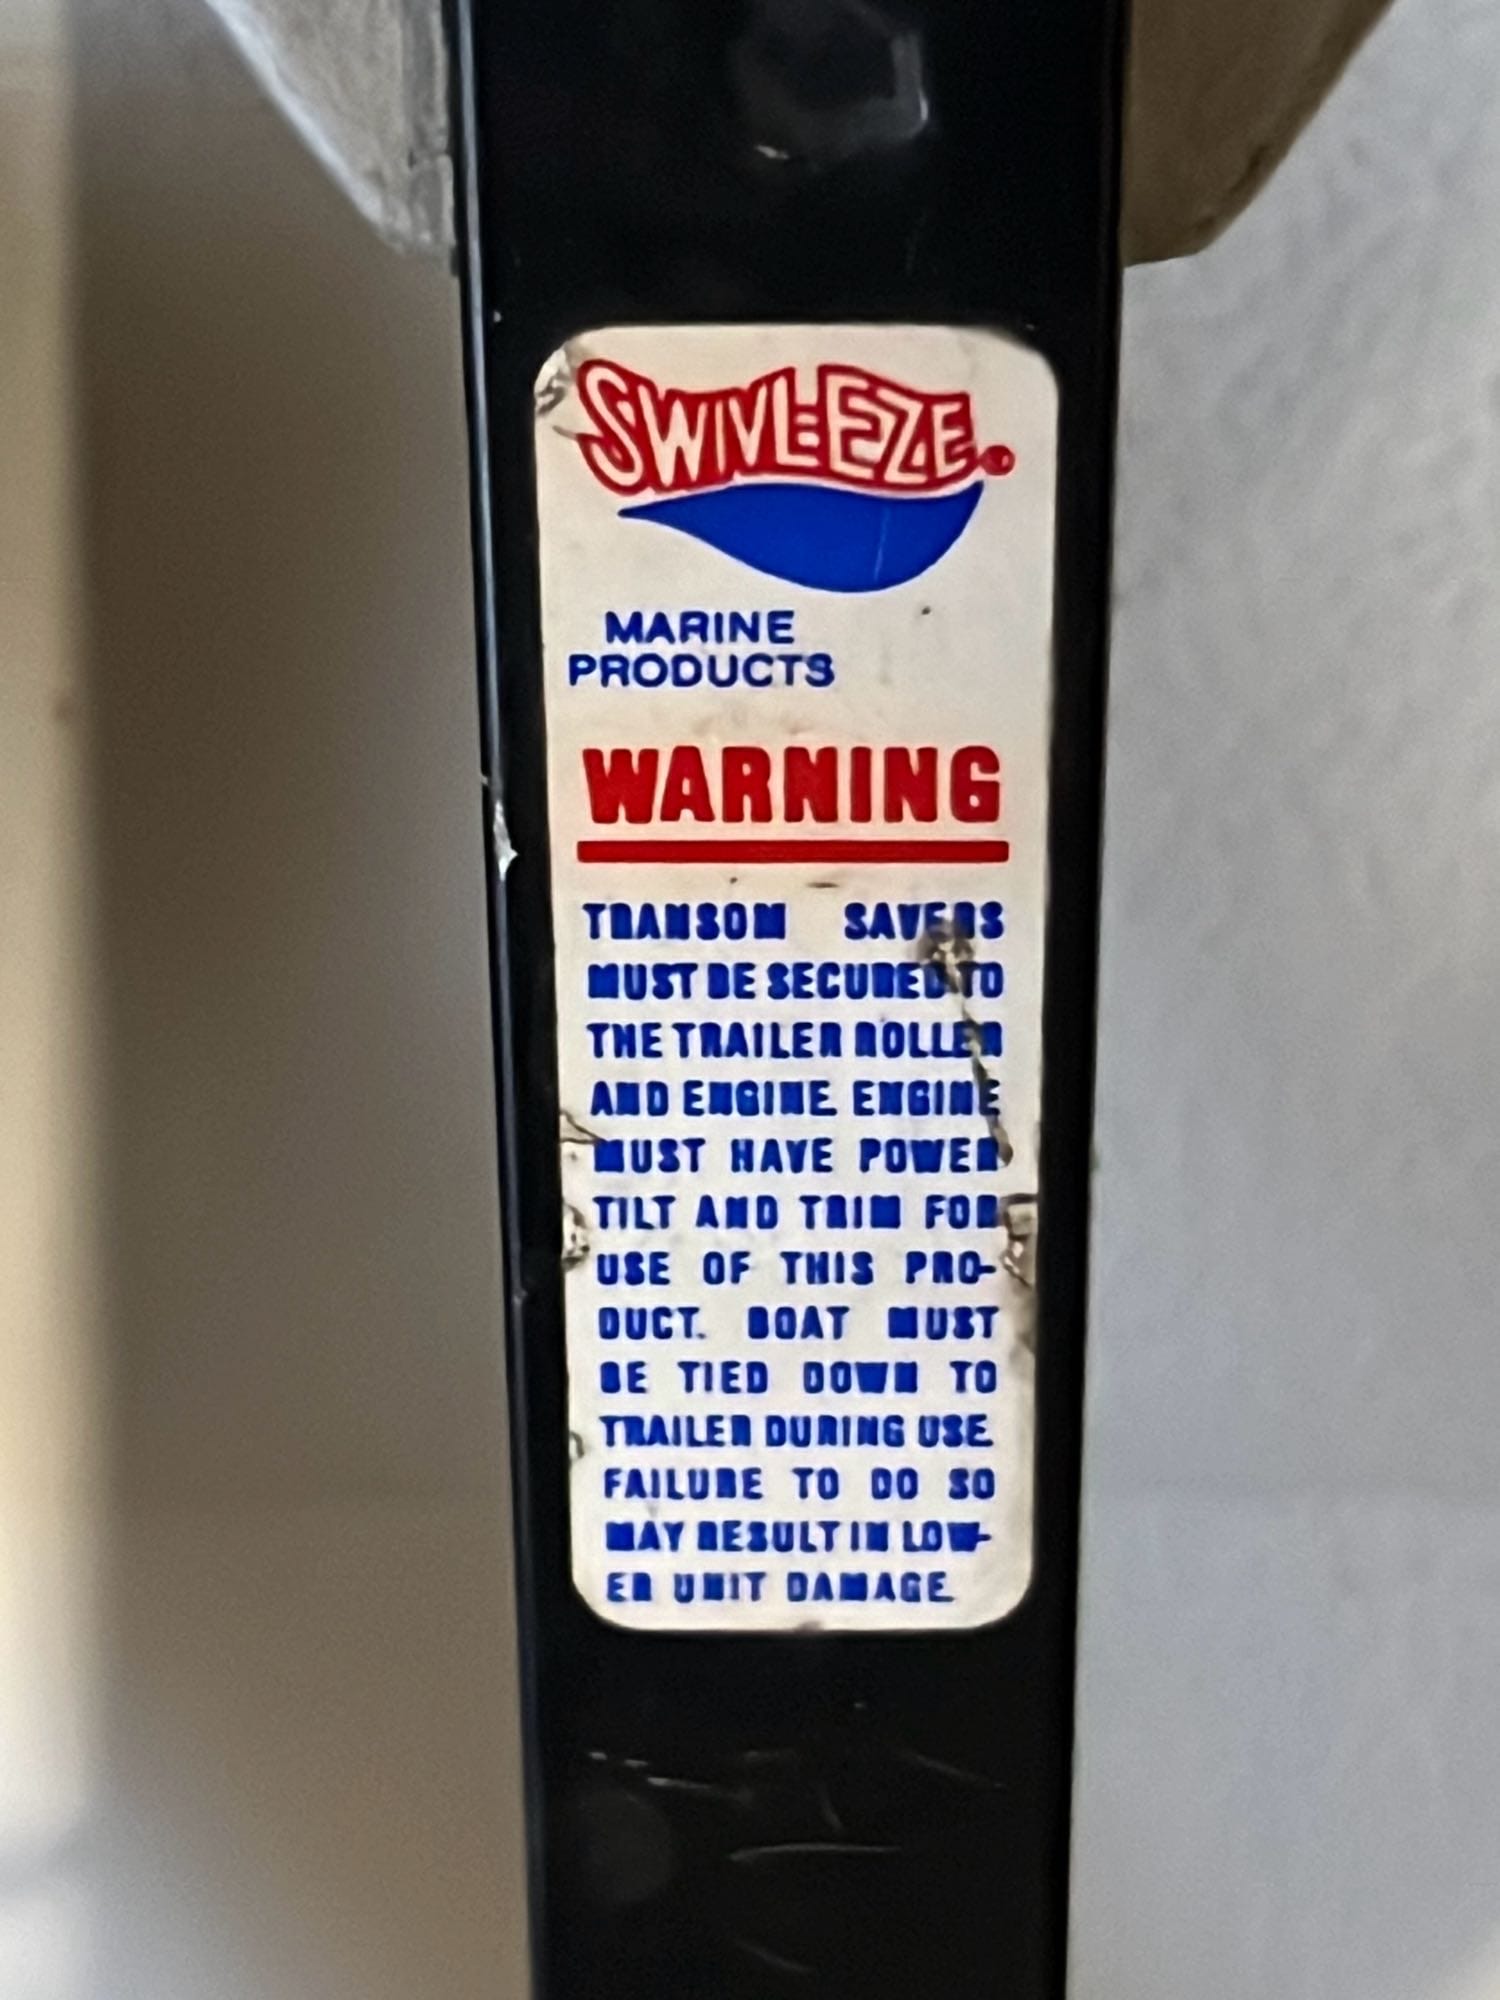 SWIVL-EZE®
MARINE
PRODUCTS
WARNING
TRANSOM SAVERS
MUST BE SECURED TO
THE TRAILER ROLLER
AND ENGINE. ENGINE
MUST HAVE POWER
TILT AND TRIM FOR
USE OF THIS PRO-
DUCT. BOAT MUST
BE TIED DOWN TO
TRAILER DURING USE.
FAILURE TO DO SO
MAY RESULT IN LOW-
ER UNIT DAMAGE.